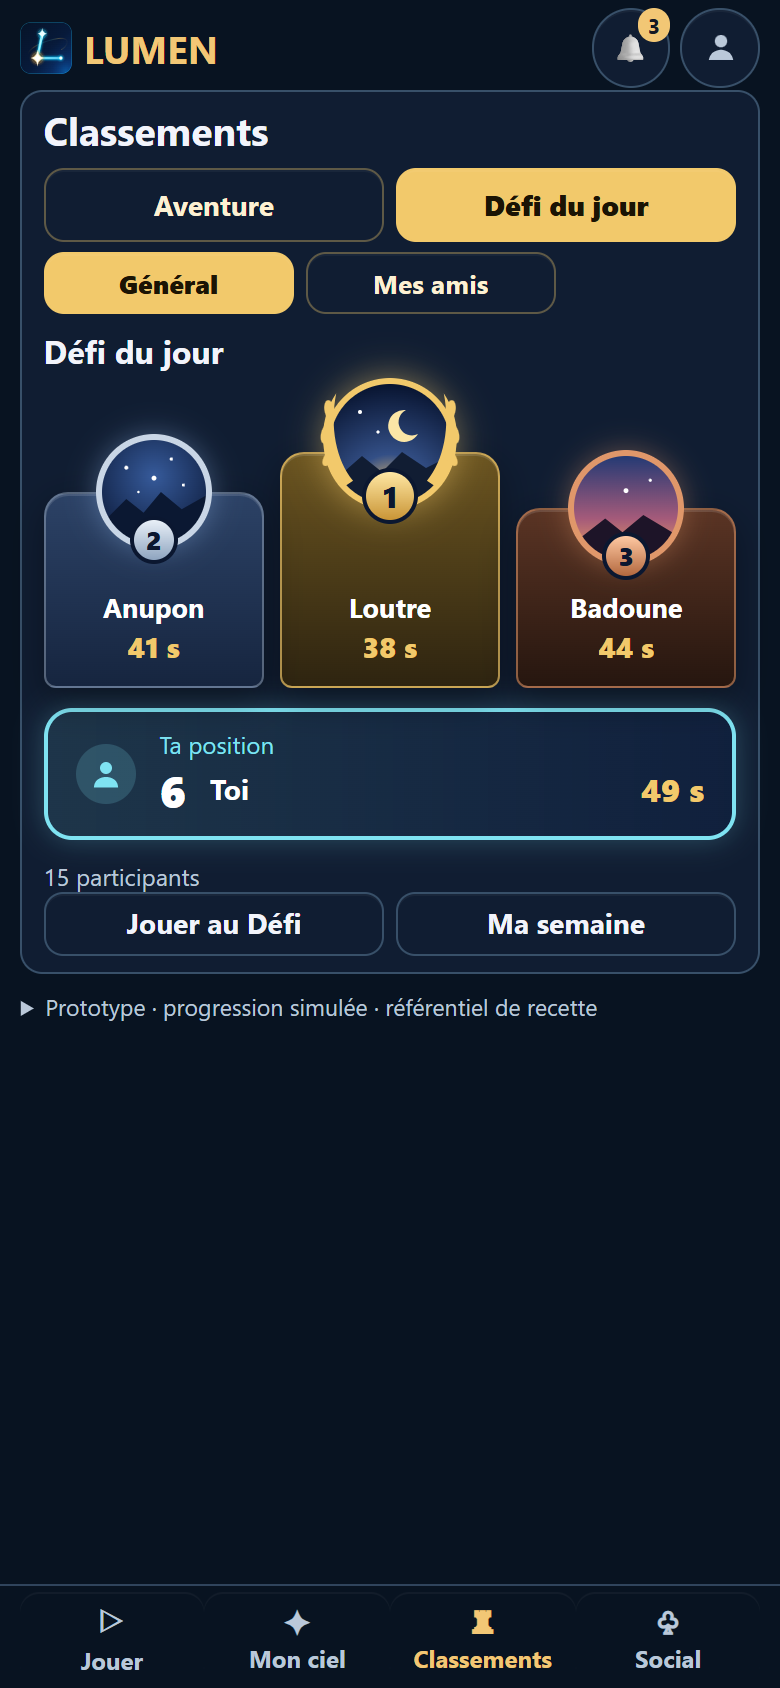 LUMEN
3
Classements
Aventure
Défi du jour
Général
Mes amis
Défi du jour
2
Anupon
41 s
1
Loutre
38 s
3
Badoune
44 s
Ta position
6 Toi
49 s
15 participants
Jouer au Défi
Ma semaine
Prototype · progression simulée · référentiel de recette
Jouer
Mon ciel
Classements
Social